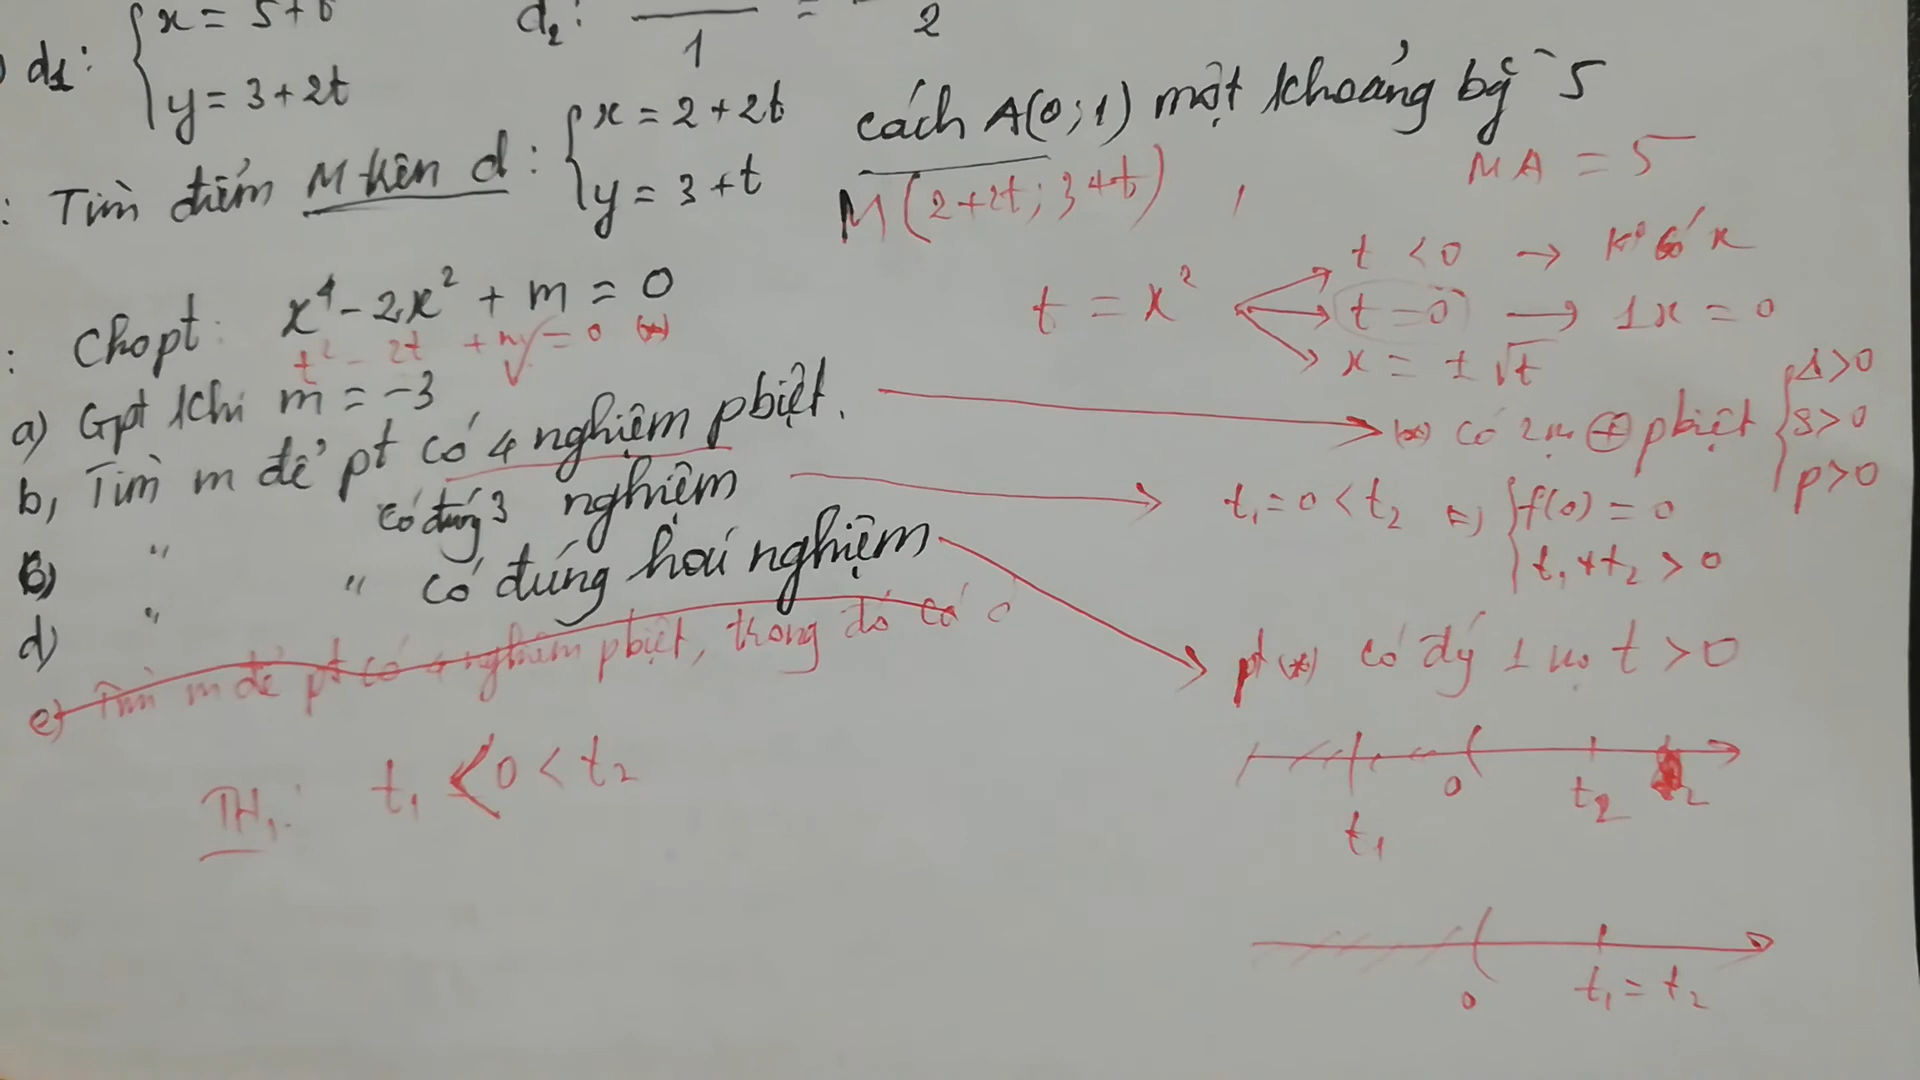 d₁: { x = 5+t
y = 3+2t
d₂: 1 = 2
: Tìm điểm M trên d: { x = 2+2t
y = 3+t
cách A(0;1) một khoảng bg 5
M(2+2t; 3+t) , MA = 5
: Cho pt: x⁴ - 2x² + m = 0
t² - 2t + m = 0 (*)
t = x²
t < 0 → k° có x
t = 0 → 1x = 0
x = ± √t
a) Gpt khi m = -3
b, Tìm m để pt có 4 nghiệm pbiệt.
(*) có 2 n₀ ⊕ pbiệt { Δ>0
S>0
p>0
" có đúng 3 nghiệm
t₁ = 0 < t₂ ⇔ { f(0) = 0
t₁ + t₂ > 0
d) " " có đúng hai nghiệm
pt (*) có đg 1 no t > 0
e) Tìm m để pt có 4 nghiệm pbiệt, trong đó có
TH₁: t₁ < 0 < t₂
t₁ 0 t₂
0 t₁ = t₂